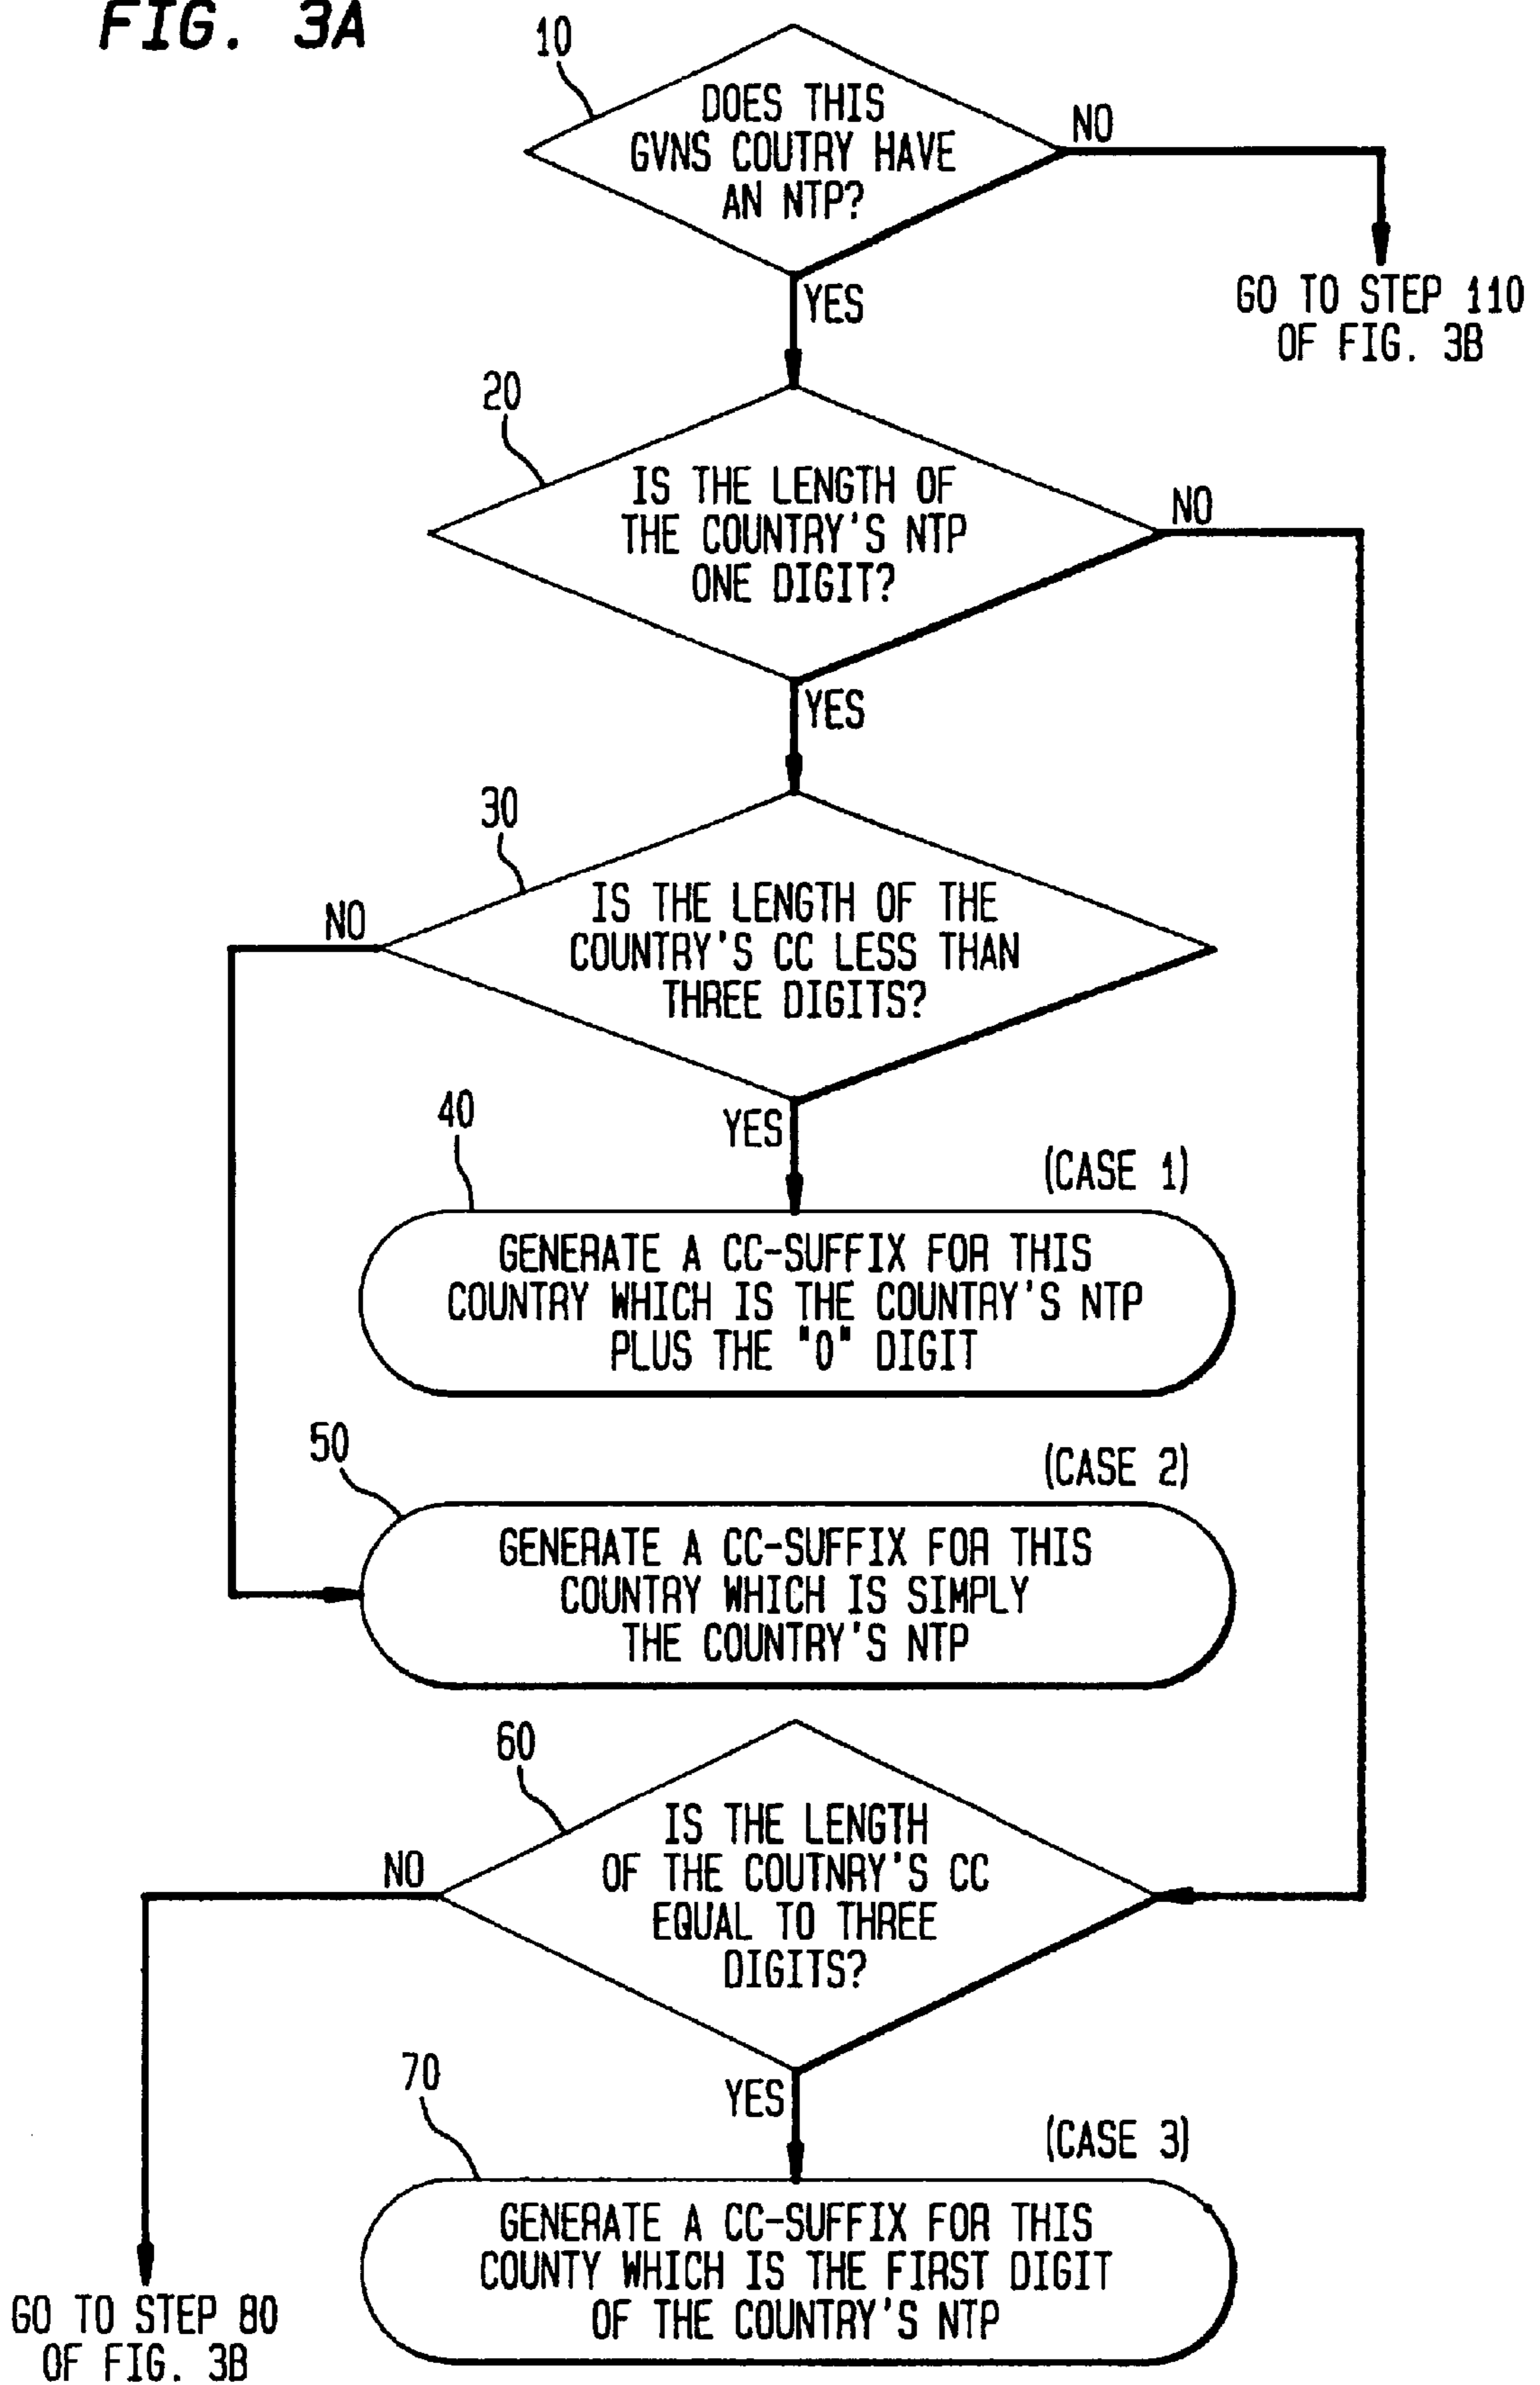 FIG. 3A
10
DOES THIS
GVNS COUTRY HAVE
AN NTP?
NO
YES
GO TO STEP 110
OF FIG. 3B
20
IS THE LENGTH OF
THE COUNTRY'S NTP
ONE DIGIT?
NO
YES
30
IS THE LENGTH OF THE
COUNTRY'S CC LESS THAN
THREE DIGITS?
NO
YES
40
(CASE 1)
GENERATE A CC-SUFFIX FOR THIS
COUNTRY WHICH IS THE COUNTRY'S NTP
PLUS THE "0" DIGIT
50
(CASE 2)
GENERATE A CC-SUFFIX FOR THIS
COUNTRY WHICH IS SIMPLY
THE COUNTRY'S NTP
60
IS THE LENGTH
OF THE COUTNRY'S CC
EQUAL TO THREE
DIGITS?
NO
YES
70
(CASE 3)
GENERATE A CC-SUFFIX FOR THIS
COUNTY WHICH IS THE FIRST DIGIT
OF THE COUNTRY'S NTP
GO TO STEP 80
OF FIG. 3B